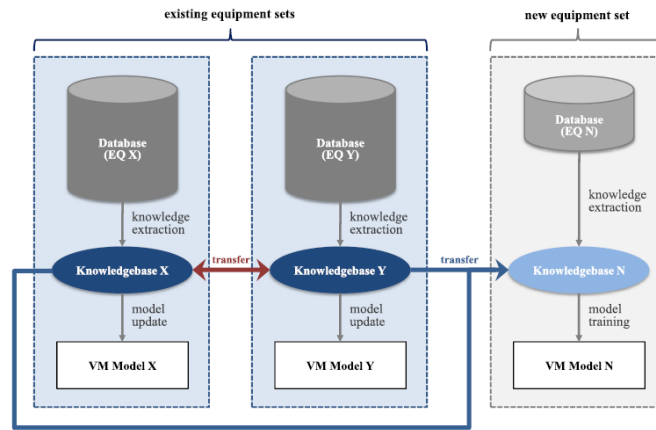 existing equipment sets
new equipment set
Database
(EQ X)
Database
(EQ Y)
Database
(EQ N)
knowledge
extraction
knowledge
extraction
knowledge
extraction
Knowledgebase X
transfer
Knowledgebase Y
transfer
Knowledgebase N
model
update
model
update
model
training
VM Model X
VM Model Y
VM Model N